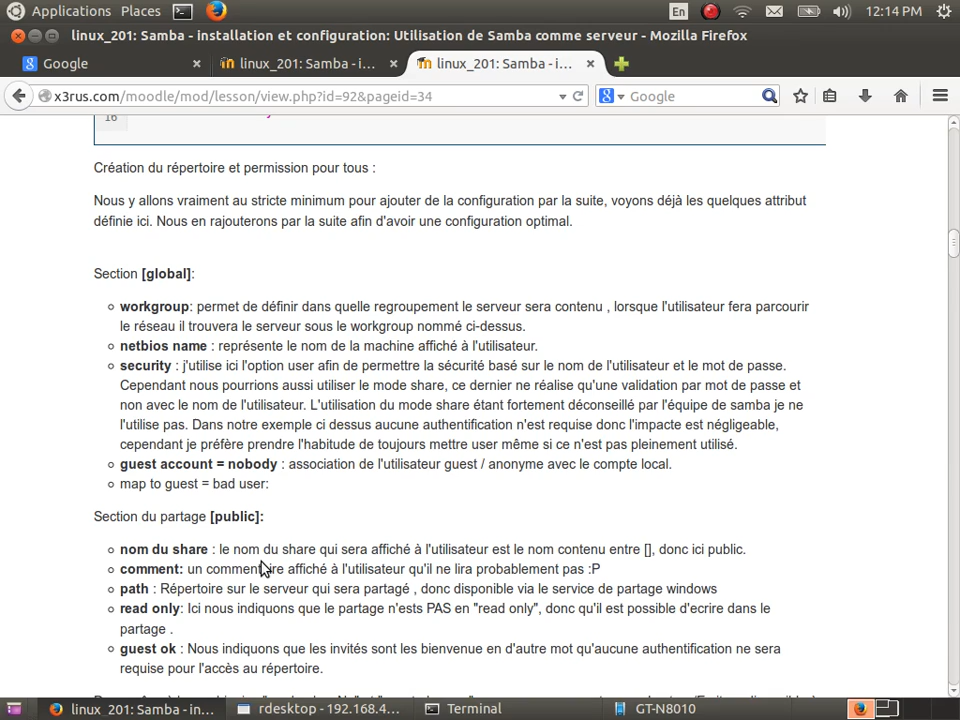 Applications Places En 12:14 PM
linux_201: Samba - installation et configuration: Utilisation de Samba comme serveur - Mozilla Firefox
Google linux_201: Samba - i... linux_201: Samba - i...
x3rus.com/moodle/mod/lesson/view.php?id=92&pageid=34 Google
16
Création du répertoire et permission pour tous :
Nous y allons vraiment au stricte minimum pour ajouter de la configuration par la suite, voyons déjà les quelques attribut
définie ici. Nous en rajouterons par la suite afin d'avoir une configuration optimal.
Section [global]:
workgroup: permet de définir dans quelle regroupement le serveur sera contenu , lorsque l'utilisateur fera parcourir
le réseau il trouvera le serveur sous le workgroup nommé ci-dessus.
netbios name : représente le nom de la machine affiché à l'utilisateur.
security : j'utilise ici l'option user afin de permettre la sécurité basé sur le nom de l'utilisateur et le mot de passe.
Cependant nous pourrions aussi utiliser le mode share, ce dernier ne réalise qu'une validation par mot de passe et
non avec le nom de l'utilisateur. L'utilisation du mode share étant fortement déconseillé par l'équipe de samba je ne
l'utilise pas. Dans notre exemple ci dessus aucune authentification n'est requise donc l'impacte est négligeable,
cependant je préfère prendre l'habitude de toujours mettre user même si ce n'est pas pleinement utilisé.
guest account = nobody : association de l'utilisateur guest / anonyme avec le compte local.
map to guest = bad user:
Section du partage [public]:
nom du share : le nom du share qui sera affiché à l'utilisateur est le nom contenu entre [], donc ici public.
comment: un commentaire affiché à l'utilisateur qu'il ne lira probablement pas :P
path : Répertoire sur le serveur qui sera partagé , donc disponible via le service de partage windows
read only: Ici nous indiquons que le partage n'ests PAS en "read only", donc qu'il est possible d'ecrire dans le
partage .
guest ok : Nous indiquons que les invités sont les bienvenue en d'autre mot qu'aucune authentification ne sera
requise pour l'accès au répertoire.
linux_201: Samba - in... rdesktop - 192.168.4... Terminal GT-N8010